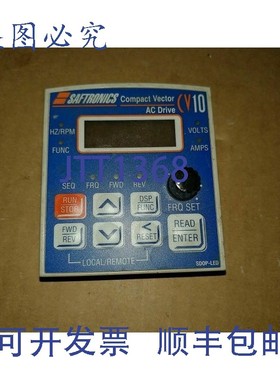 匠果必究
SAFTRONICS Compact Vector CV10
AC Drive
HZ/RPM VOLTS
FUNC AMPS
SEQ FRQ FWD REV
FRQ SET
RUN STOP
DSP FUNC
READ ENTER
FWD REV
< RESET
LOCAL/REMOTE
SDOP-LED
JTT1368
可开发票 顺丰包邮